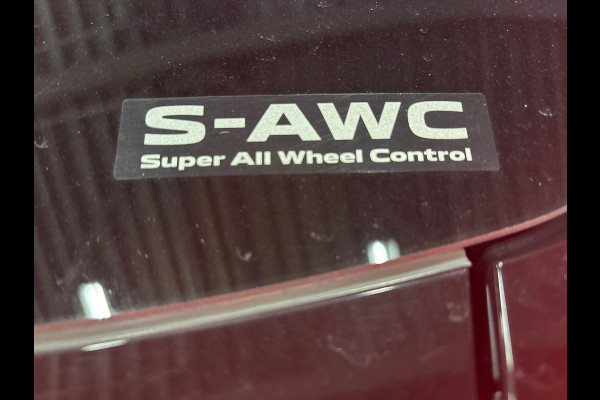 S-AWC
Super All Wheel Control